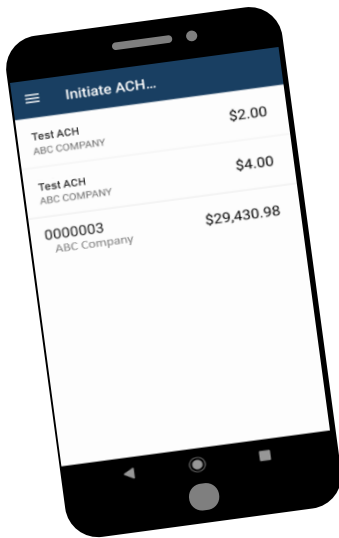 Initiate ACH...
Test ACH
$2.00
ABC COMPANY
Test ACH
$4.00
ABC COMPANY
0000003
$29,430.98
ABC Company